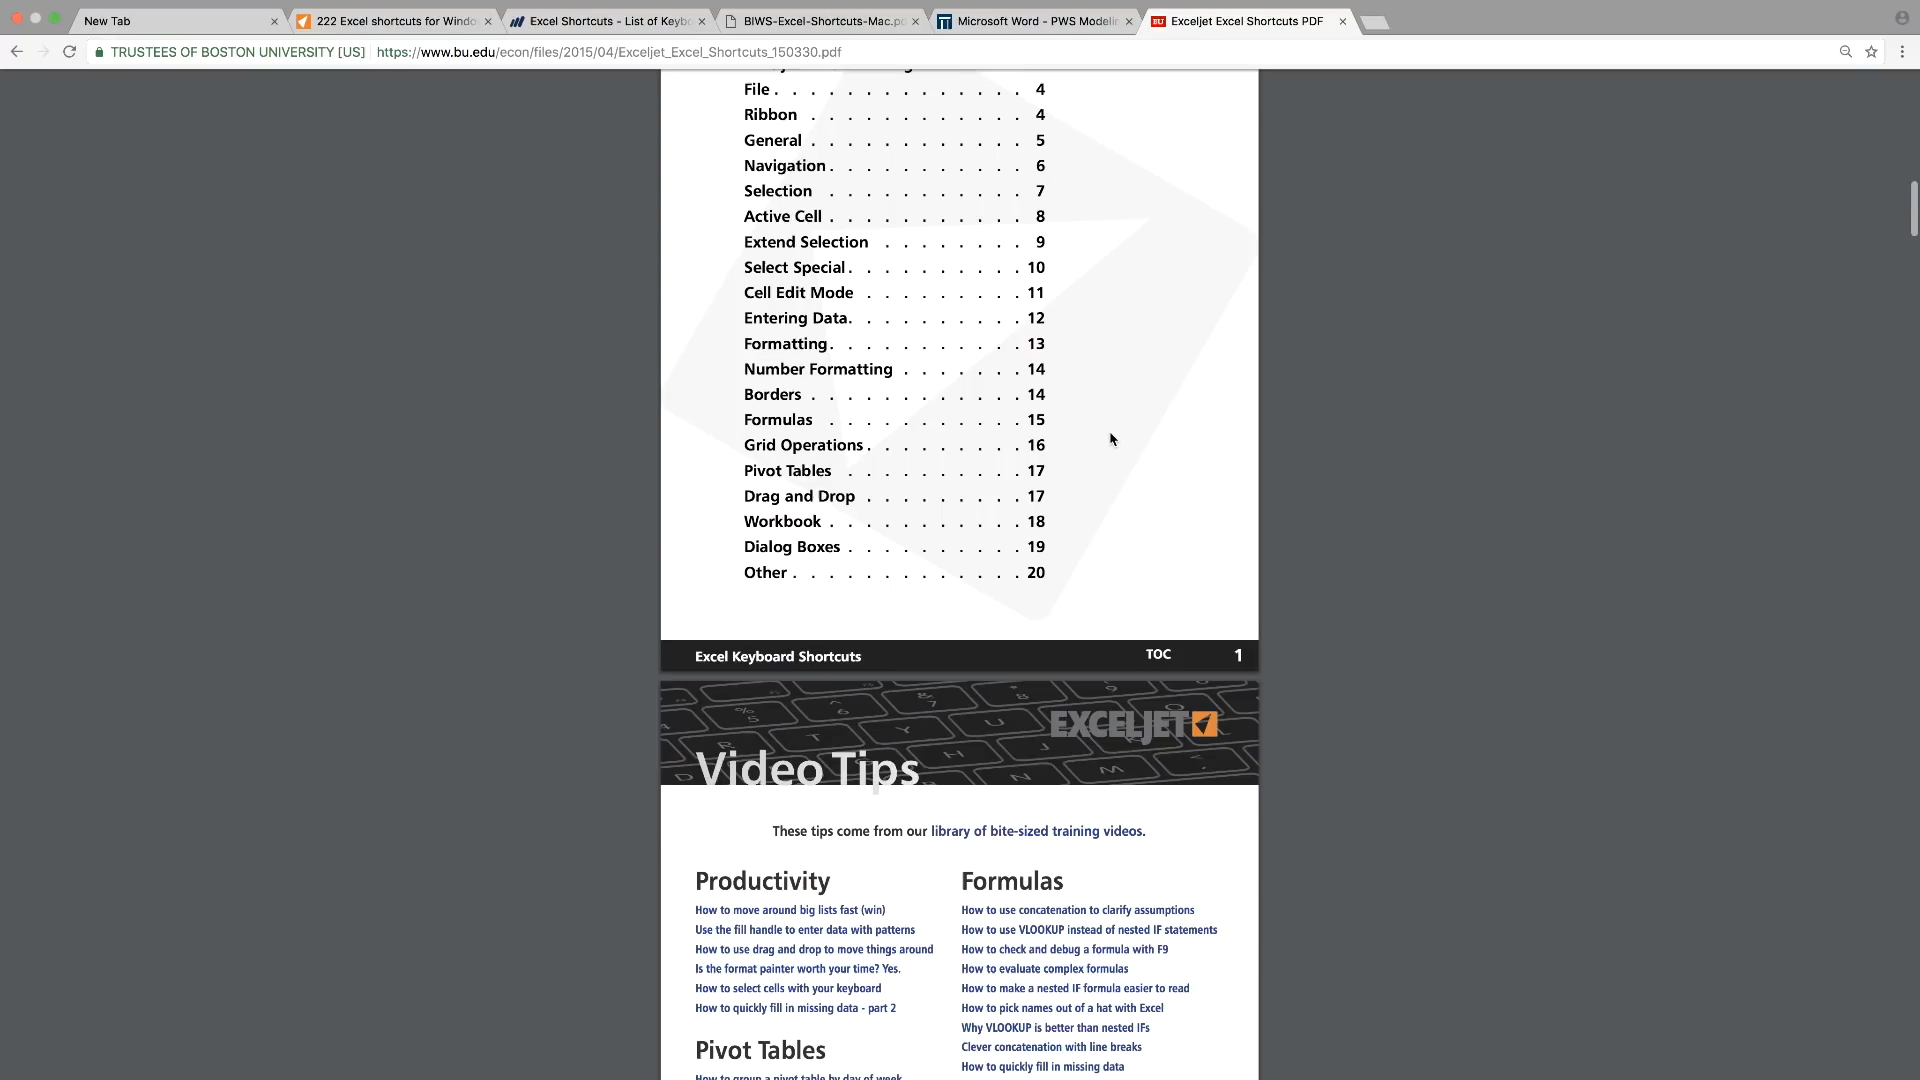 New Tab
222 Excel shortcuts for Windo
Excel Shortcuts - List of Keybo
BIWS-Excel-Shortcuts-Mac.pd
Microsoft Word - PWS Modelin
Exceljet Excel Shortcuts PDF
TRUSTEES OF BOSTON UNIVERSITY [US]
https://www.bu.edu/econ/files/2015/04/Exceljet_Excel_Shortcuts_150330.pdf
File . . . . . . . . . . . . . . 4
Ribbon . . . . . . . . . . . . 4
General . . . . . . . . . . . . 5
Navigation . . . . . . . . . . . 6
Selection . . . . . . . . . . . 7
Active Cell . . . . . . . . . . . 8
Extend Selection . . . . . . . . 9
Select Special . . . . . . . . . . 10
Cell Edit Mode . . . . . . . . . 11
Entering Data . . . . . . . . . . 12
Formatting . . . . . . . . . . . 13
Number Formatting . . . . . . . 14
Borders . . . . . . . . . . . . 14
Formulas . . . . . . . . . . . 15
Grid Operations . . . . . . . . . 16
Pivot Tables . . . . . . . . . . 17
Drag and Drop . . . . . . . . . 17
Workbook . . . . . . . . . . . 18
Dialog Boxes . . . . . . . . . . 19
Other . . . . . . . . . . . . . 20
Excel Keyboard Shortcuts TOC 1
EXCELJET
Video Tips
These tips come from our library of bite-sized training videos.
Productivity
How to move around big lists fast (win)
Use the fill handle to enter data with patterns
How to use drag and drop to move things around
Is the format painter worth your time? Yes.
How to select cells with your keyboard
How to quickly fill in missing data - part 2
Pivot Tables
How to group a pivot table by day of week
Formulas
How to use concatenation to clarify assumptions
How to use VLOOKUP instead of nested IF statements
How to check and debug a formula with F9
How to evaluate complex formulas
How to make a nested IF formula easier to read
How to pick names out of a hat with Excel
Why VLOOKUP is better than nested IFs
Clever concatenation with line breaks
How to quickly fill in missing data